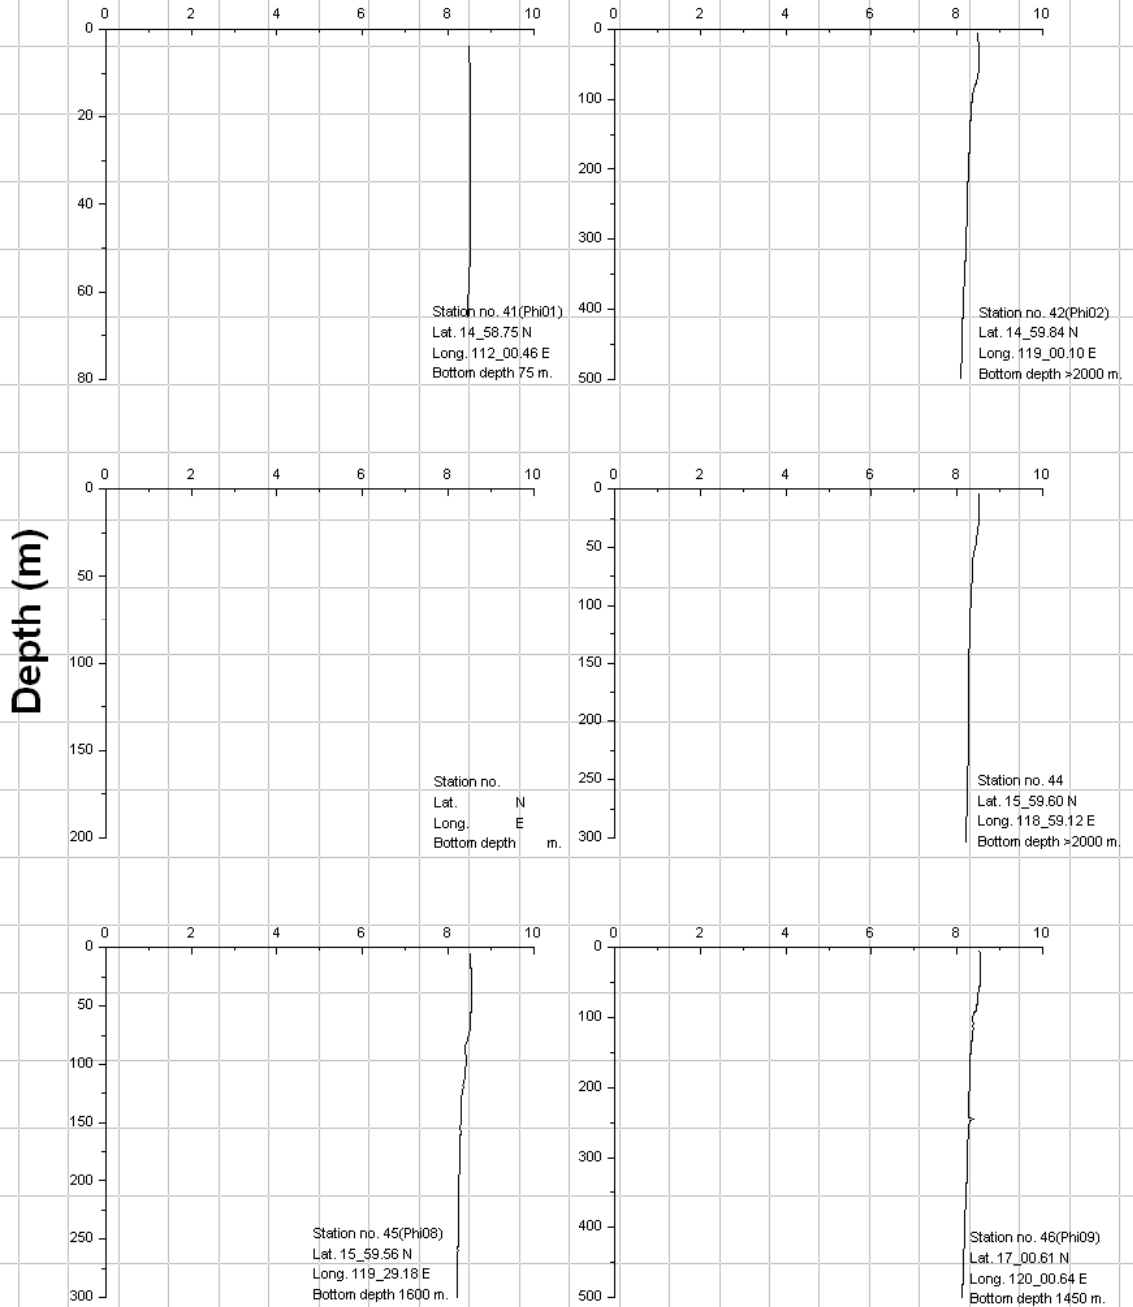 0 2 4 6 8 10
0
20
40
60
80
Station no. 41(Phi01)
Lat. 14_58.75 N
Long. 112_00.46 E
Bottom depth 75 m.
0 2 4 6 8 10
0
100
200
300
400
500
Station no. 42(Phi02)
Lat. 14_59.84 N
Long. 119_00.10 E
Bottom depth >2000 m.
Depth (m)
0 2 4 6 8 10
0
50
100
150
200
Station no.
Lat. N
Long. E
Bottom depth m.
0 2 4 6 8 10
0
50
100
150
200
250
300
Station no. 44
Lat. 15_59.60 N
Long. 118_59.12 E
Bottom depth >2000 m.
0 2 4 6 8 10
0
50
100
150
200
250
300
Station no. 45(Phi08)
Lat. 15_59.56 N
Long. 119_29.18 E
Bottom depth 1600 m.
0 2 4 6 8 10
0
100
200
300
400
500
Station no. 46(Phi09)
Lat. 17_00.61 N
Long. 120_00.64 E
Bottom depth 1450 m.